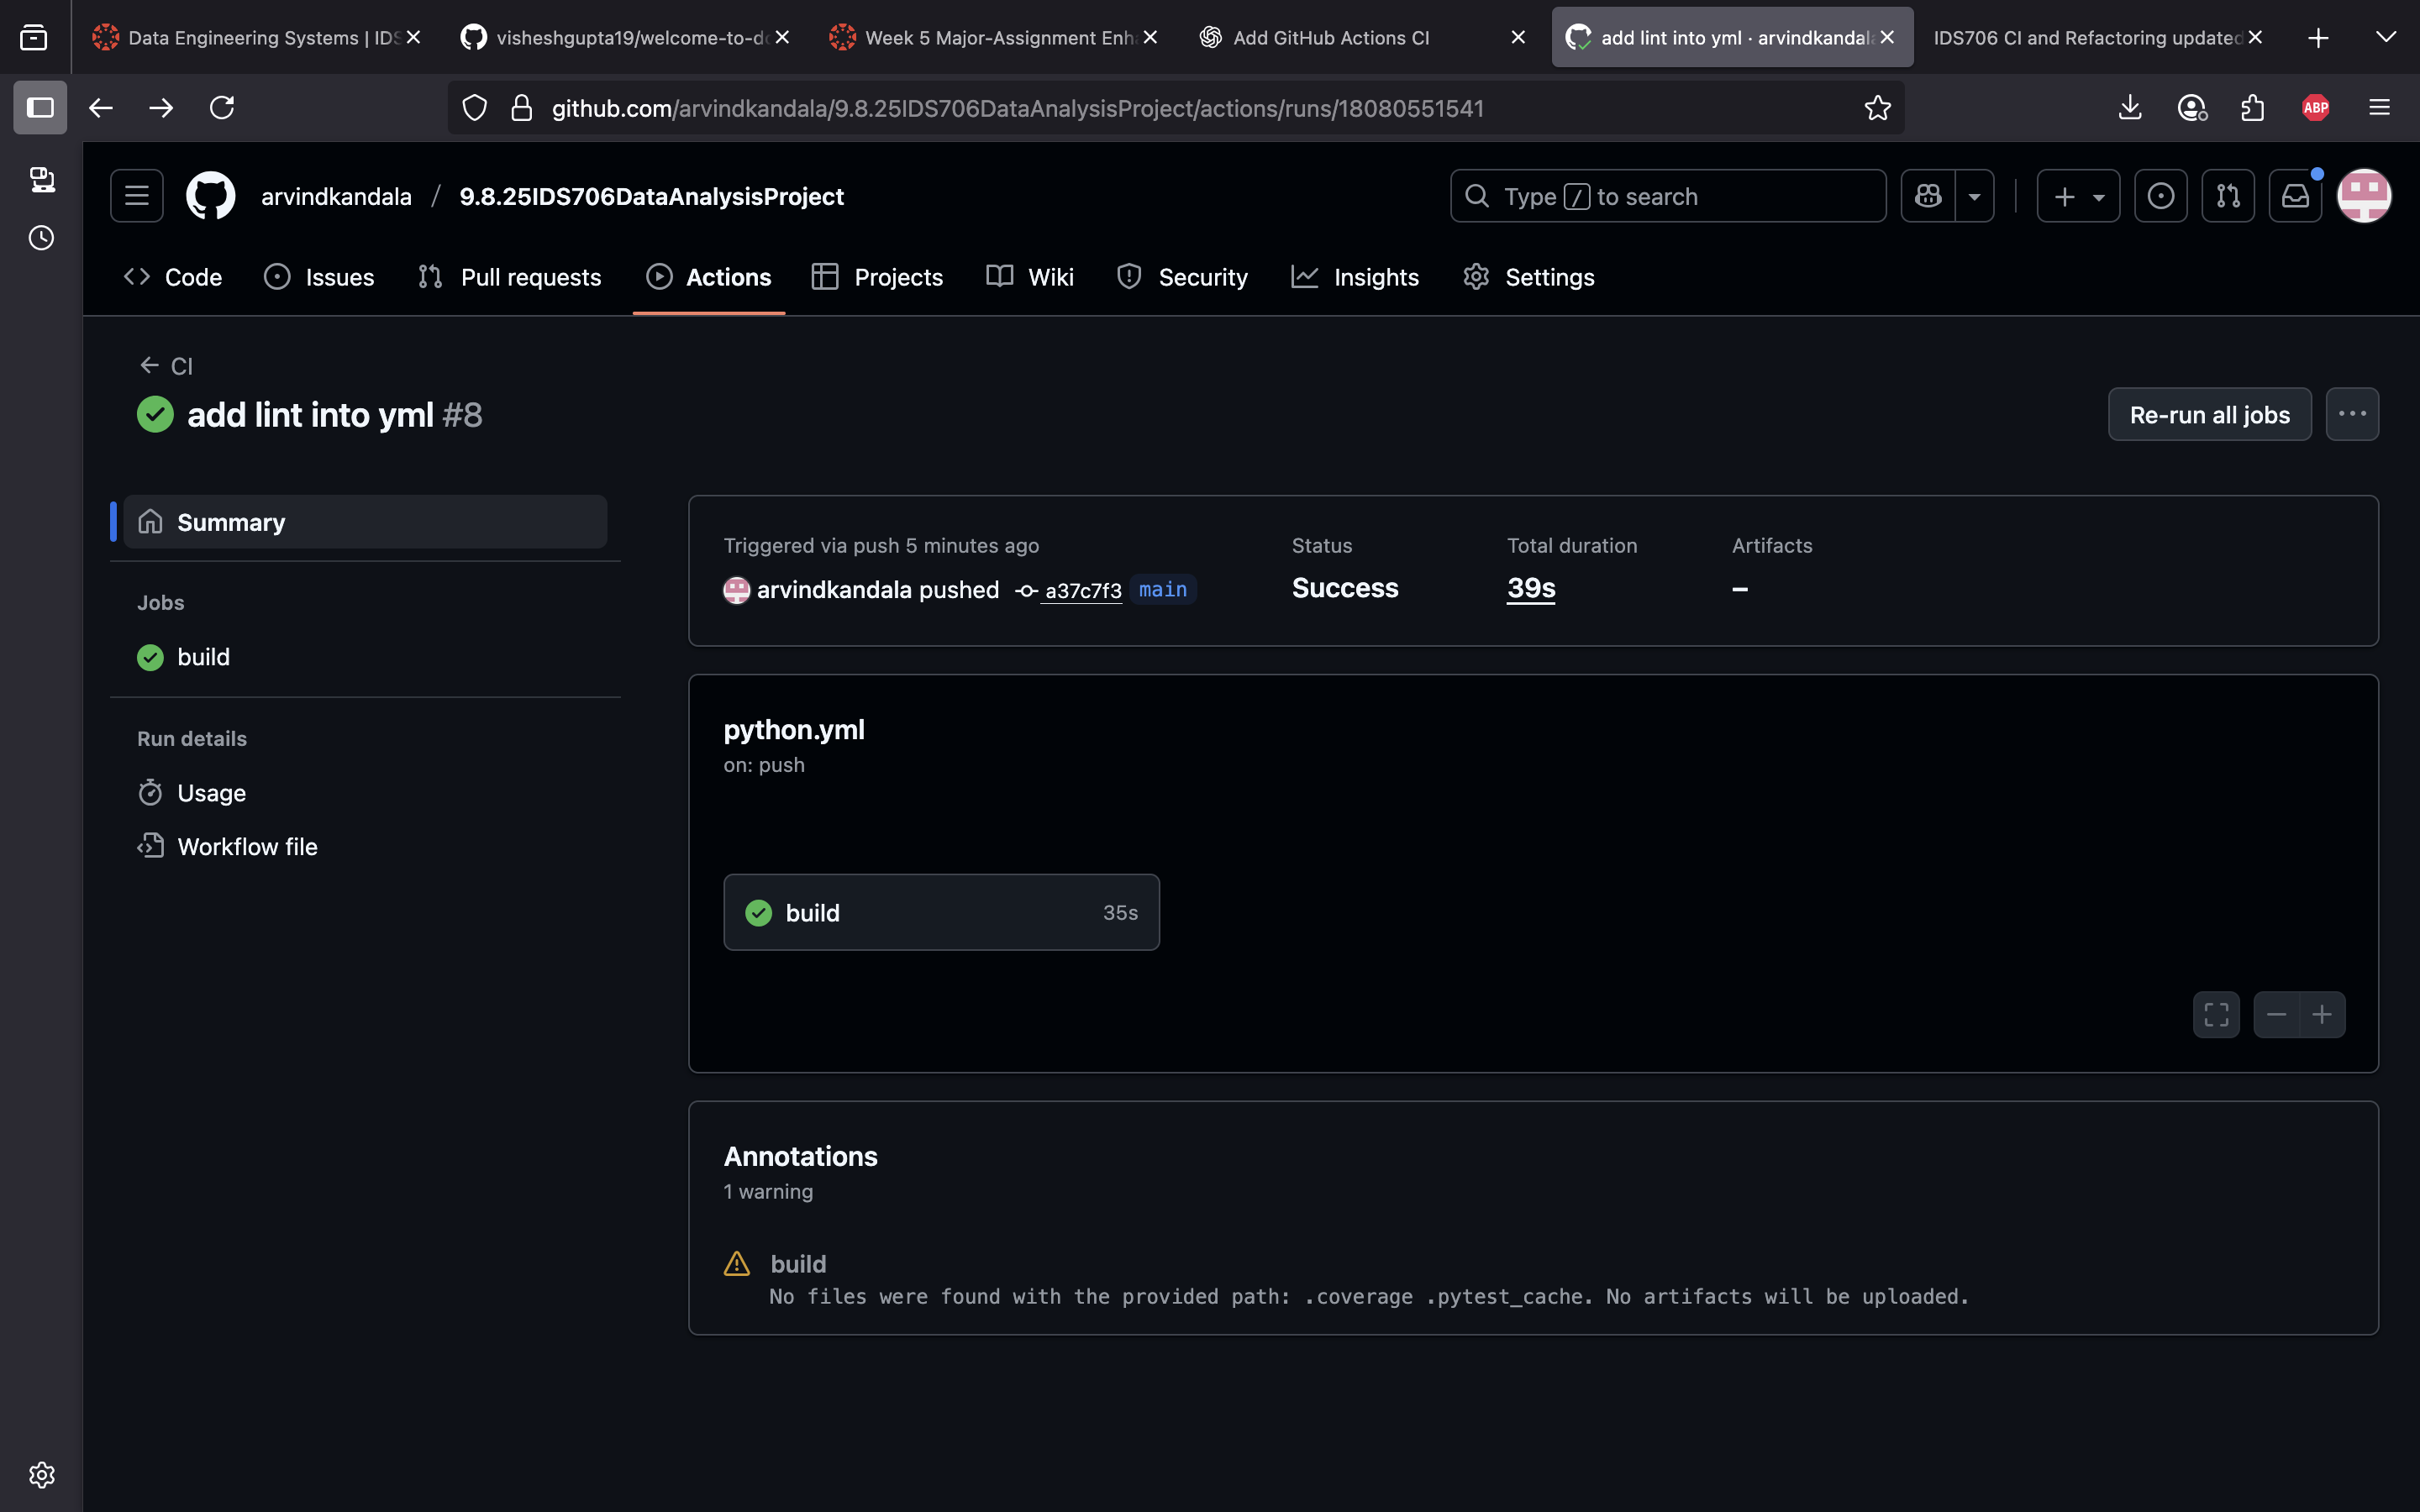 Data Engineering Systems | IDS
visheshgupta19/welcome-to-do
Week 5 Major-Assignment Enha
Add GitHub Actions CI
add lint into yml · arvindkandala
IDS706 CI and Refactoring updated
github.com/arvindkandala/9.8.25IDS706DataAnalysisProject/actions/runs/18080551541
ABP
arvindkandala / 9.8.25IDS706DataAnalysisProject
Type / to search
Code
Issues
Pull requests
Actions
Projects
Wiki
Security
Insights
Settings
CI
add lint into yml #8
Re-run all jobs
Summary
Jobs
build
Run details
Usage
Workflow file
Triggered via push 5 minutes ago
arvindkandala pushed a37c7f3 main
Status
Success
Total duration
39s
Artifacts
–
python.yml
on: push
build 35s
Annotations
1 warning
build
No files were found with the provided path: .coverage .pytest_cache. No artifacts will be uploaded.